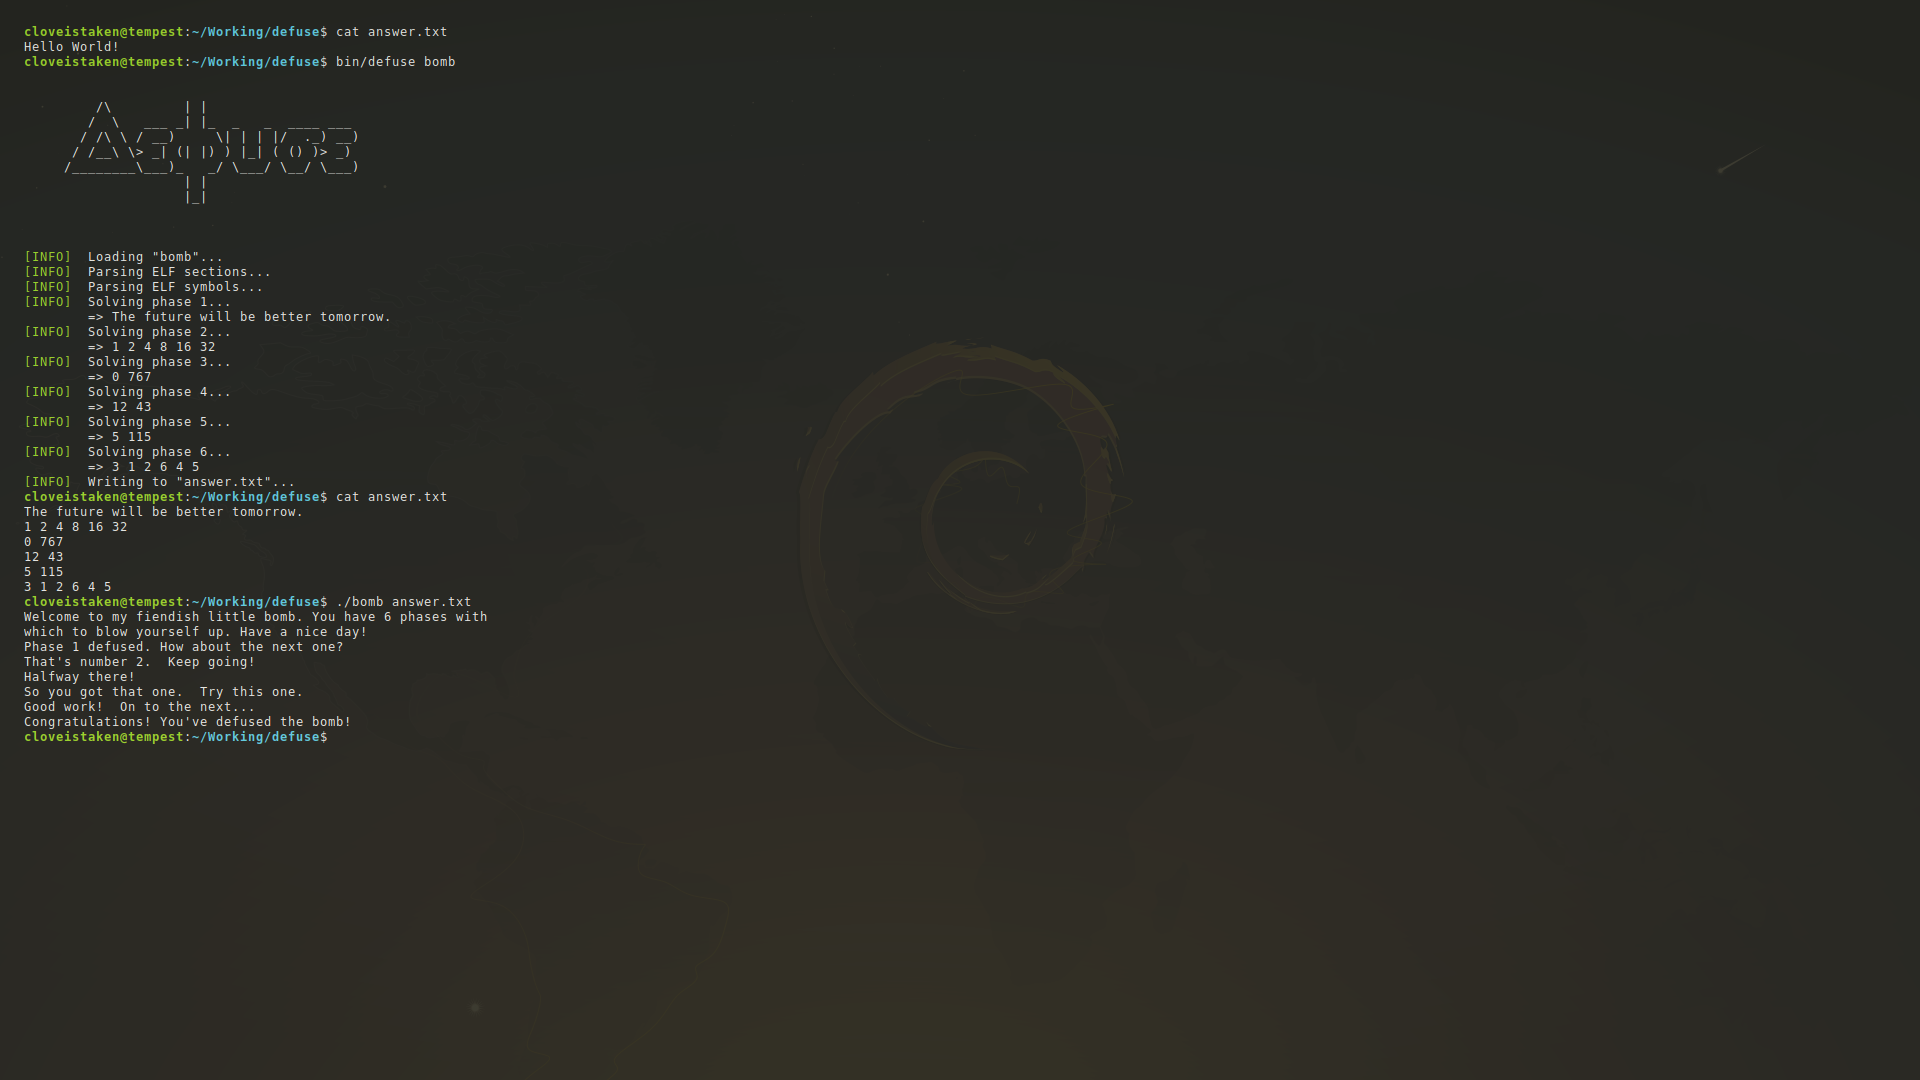 cloveistaken@tempest:~/Working/defuse$ cat answer.txt
Hello World!
cloveistaken@tempest:~/Working/defuse$ bin/defuse bomb
[INFO]  Loading "bomb"...
[INFO]  Parsing ELF sections...
[INFO]  Parsing ELF symbols...
[INFO]  Solving phase 1...
        => The future will be better tomorrow.
[INFO]  Solving phase 2...
        => 1 2 4 8 16 32
[INFO]  Solving phase 3...
        => 0 767
[INFO]  Solving phase 4...
        => 12 43
[INFO]  Solving phase 5...
        => 5 115
[INFO]  Solving phase 6...
        => 3 1 2 6 4 5
[INFO]  Writing to "answer.txt"...
cloveistaken@tempest:~/Working/defuse$ cat answer.txt
The future will be better tomorrow.
1 2 4 8 16 32
0 767
12 43
5 115
3 1 2 6 4 5
cloveistaken@tempest:~/Working/defuse$ ./bomb answer.txt
Welcome to my fiendish little bomb. You have 6 phases with
which to blow yourself up. Have a nice day!
Phase 1 defused. How about the next one?
That's number 2.  Keep going!
Halfway there!
So you got that one.  Try this one.
Good work!  On to the next...
Congratulations! You've defused the bomb!
cloveistaken@tempest:~/Working/defuse$